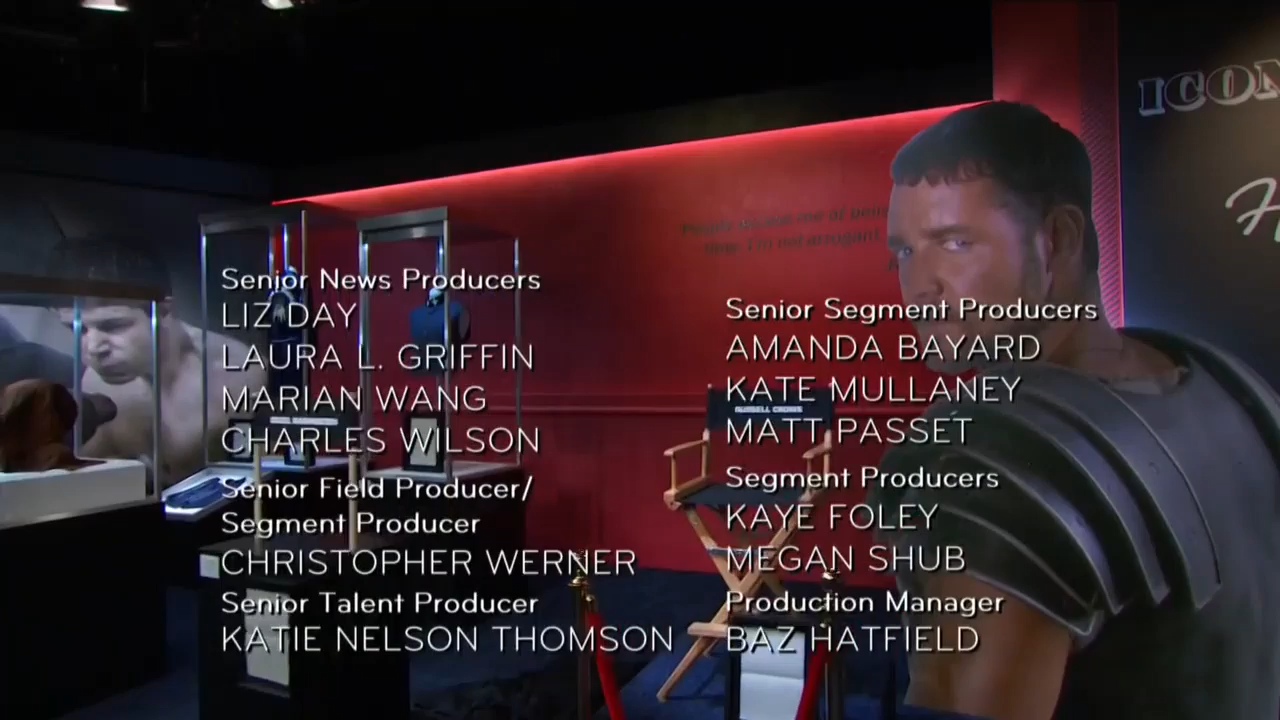 ICON
Senior News Producers
LIZ DAY
LAURA L. GRIFFIN
MARIAN WANG
CHARLES WILSON
Senior Field Producer/
Segment Producer
CHRISTOPHER WERNER
Senior Talent Producer
KATIE NELSON THOMSON
Senior Segment Producers
AMANDA BAYARD
KATE MULLANEY
MATT PASSET
Segment Producers
KAYE FOLEY
MEGAN SHUB
Production Manager
BAZ HATFIELD
RUSSELL CROWE